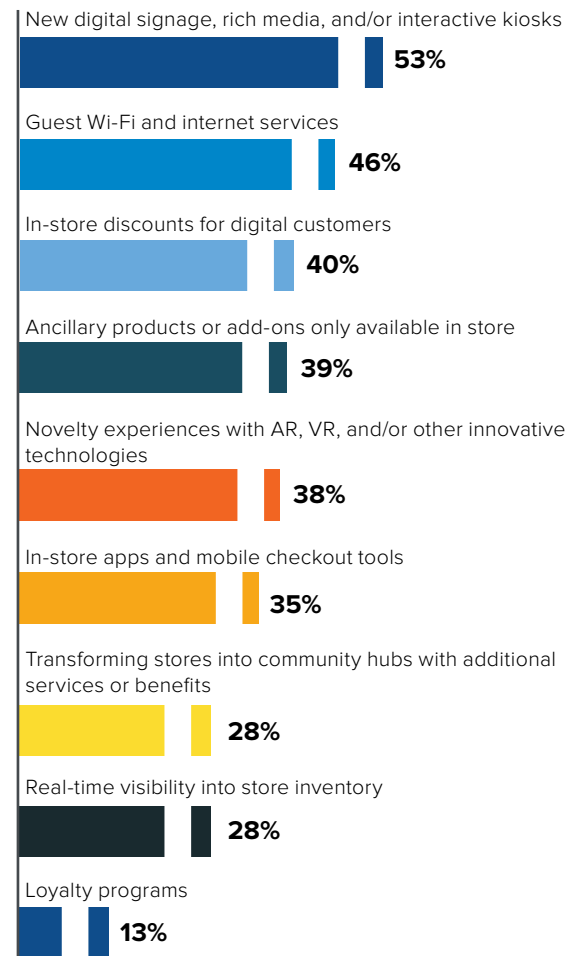 New digital signage, rich media, and/or interactive kiosks
53%
Guest Wi-Fi and internet services
46%
In-store discounts for digital customers
40%
Ancillary products or add-ons only available in store
39%
Novelty experiences with AR, VR, and/or other innovative
technologies
38%
In-store apps and mobile checkout tools
35%
Transforming stores into community hubs with additional
services or benefits
28%
Real-time visibility into store inventory
28%
Loyalty programs
13%